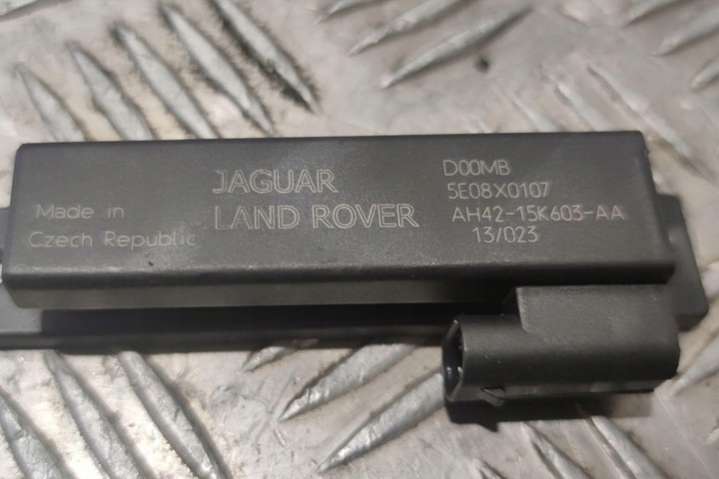 Made in
Czech Republic
JAGUAR
LAND ROVER
D00MB
5E08X0107
AH42-15K603-AA
13/023